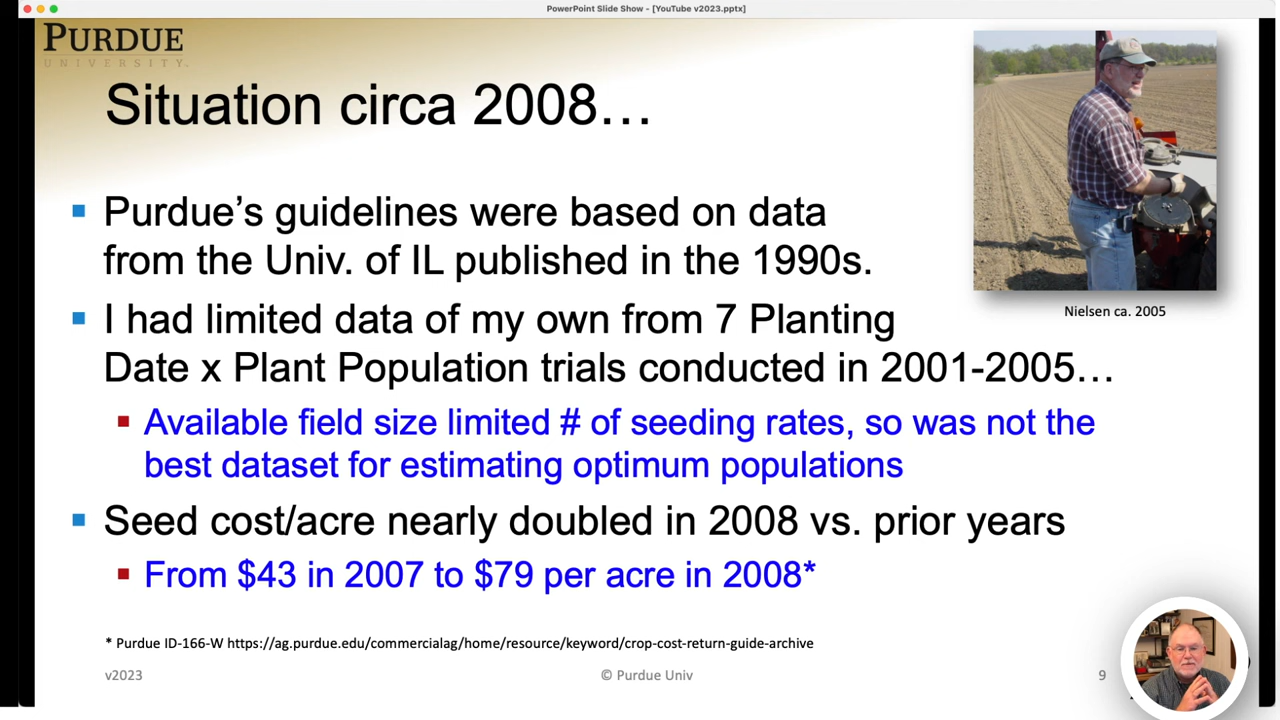 PowerPoint Slide Show - [YouTube v2023.pptx]
PURDUE
UNIVERSITY.
Situation circa 2008…
Purdue’s guidelines were based on data
from the Univ. of IL published in the 1990s.
Nielsen ca. 2005
I had limited data of my own from 7 Planting
Date x Plant Population trials conducted in 2001-2005…
Available field size limited # of seeding rates, so was not the
best dataset for estimating optimum populations
Seed cost/acre nearly doubled in 2008 vs. prior years
From $43 in 2007 to $79 per acre in 2008*
* Purdue ID-166-W https://ag.purdue.edu/commercialag/home/resource/keyword/crop-cost-return-guide-archive
v2023
© Purdue Univ
9